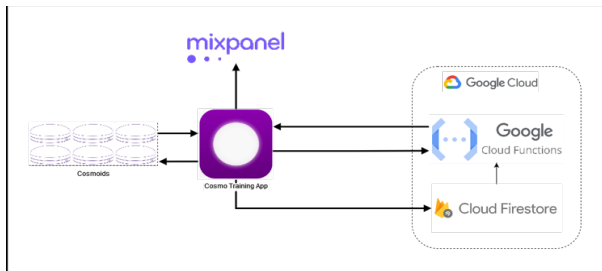 mixpanel
Google Cloud
Google
Cloud Functions
Cosmoids
Cosmo Training App
Cloud Firestore